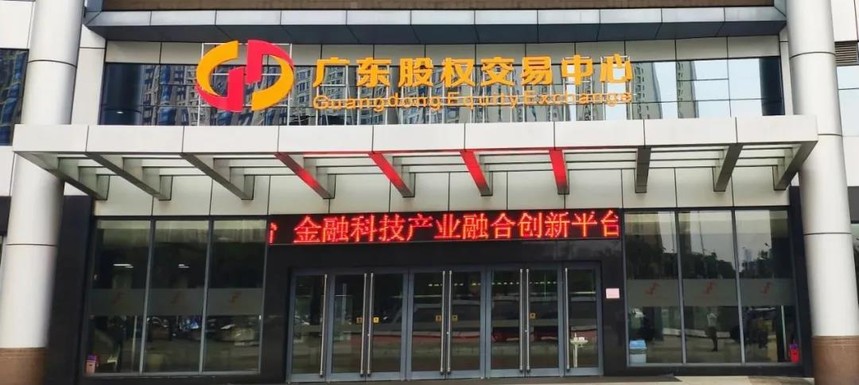 广东股权交易中心
Guangdong Equity Exchange
金融科技产业融合创新平台